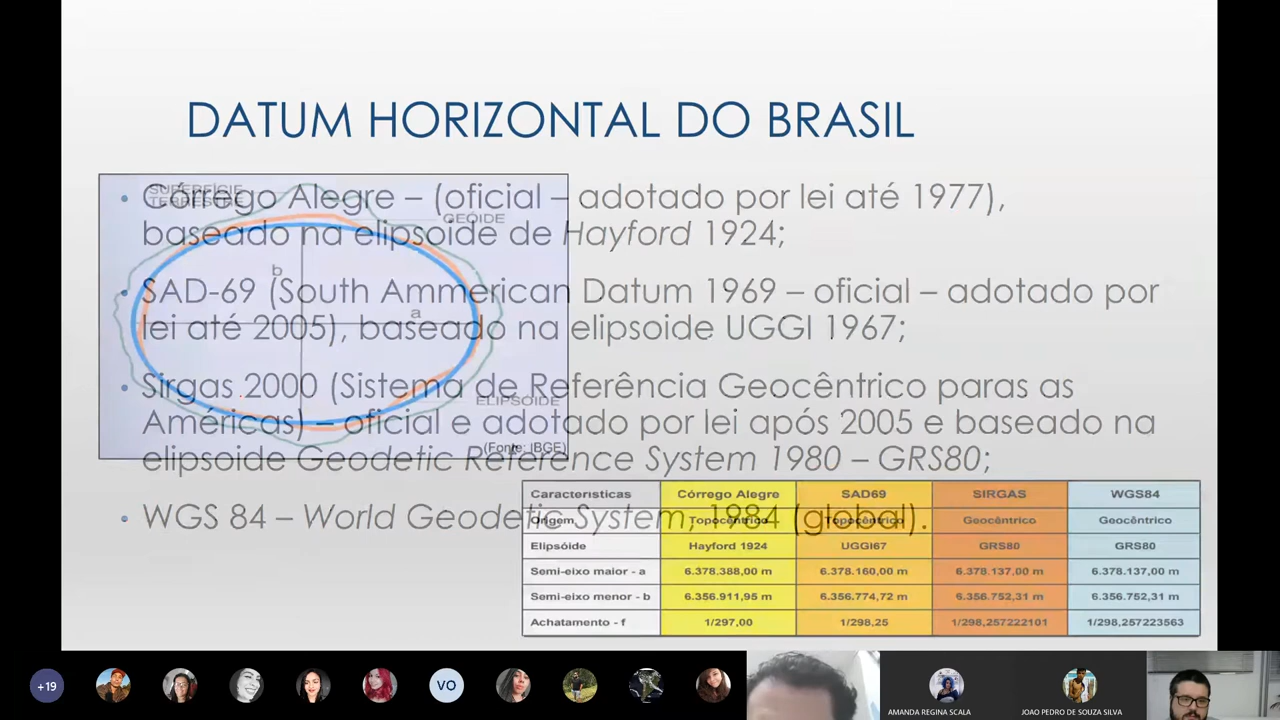 DATUM HORIZONTAL DO BRASIL
SUPERFÍCIE
TERRESTRE
GEÓIDE
b
a
ELIPSÓIDE
(Fonte: IBGE)
• Córrego Alegre – (oficial – adotado por lei até 1977),
baseado na elipsoide de Hayford 1924;
• SAD-69 (South Ammerican Datum 1969 – oficial – adotado por
lei até 2005), baseado na elipsoide UGGI 1967;
• Sirgas 2000 (Sistema de Referência Geocêntrico paras as
Américas) – oficial e adotado por lei após 2005 e baseado na
elipsoide Geodetic Reference System 1980 – GRS80;
• WGS 84 – World Geodetic System, 1984 (global).
Características Córrego Alegre SAD69 SIRGAS WGS84
Origem Topocêntrico Topocêntrico Geocêntrico Geocêntrico
Elipsóide Hayford 1924 UGGI67 GRS80 GRS80
Semi-eixo maior - a 6.378.388,00 m 6.378.160,00 m 6.378.137,00 m 6.378.137,00 m
Semi-eixo menor - b 6.356.911,95 m 6.356.774,72 m 6.356.752,31 m 6.356.752,31 m
Achatamento - f 1/297,00 1/298,25 1/298,257222101 1/298,257223563
+19
VO
AMANDA REGINA SCALA
JOAO PEDRO DE SOUZA SILVA